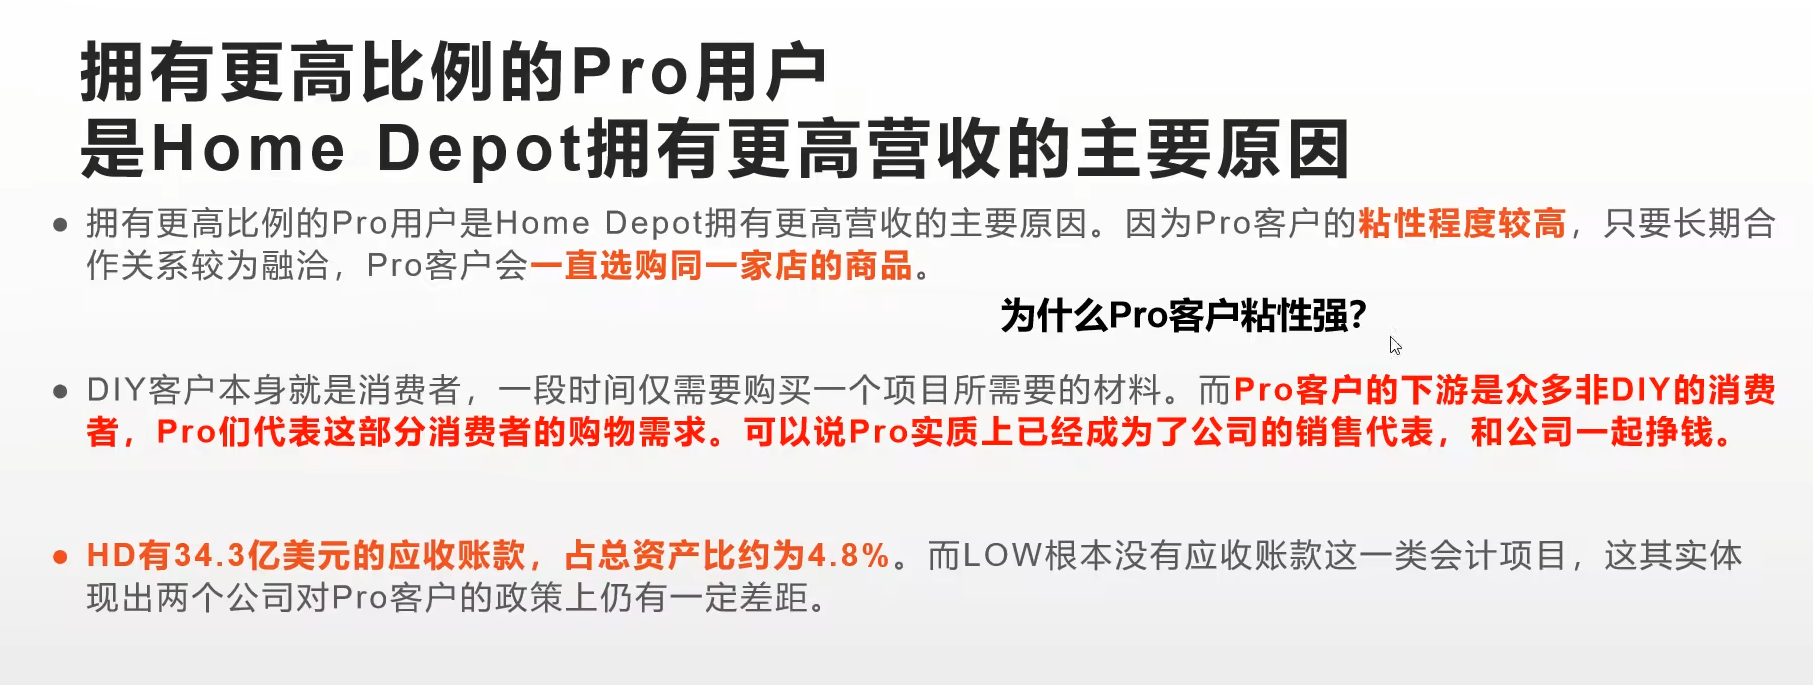 拥有更高比例的Pro用户
是Home Depot拥有更高营收的主要原因
● 拥有更高比例的Pro用户是Home Depot拥有更高营收的主要原因。因为Pro客户的粘性程度较高，只要长期合
作关系较为融洽，Pro客户会一直选购同一家店的商品。
为什么Pro客户粘性强？
● DIY客户本身就是消费者，一段时间仅需要购买一个项目所需要的材料。而Pro客户的下游是众多非DIY的消费
者，Pro们代表这部分消费者的购物需求。可以说Pro实质上已经成为了公司的销售代表，和公司一起挣钱。
● HD有34.3亿美元的应收账款，占总资产比约为4.8%。而LOW根本没有应收账款这一类会计项目，这其实体
现出两个公司对Pro客户的政策上仍有一定差距。